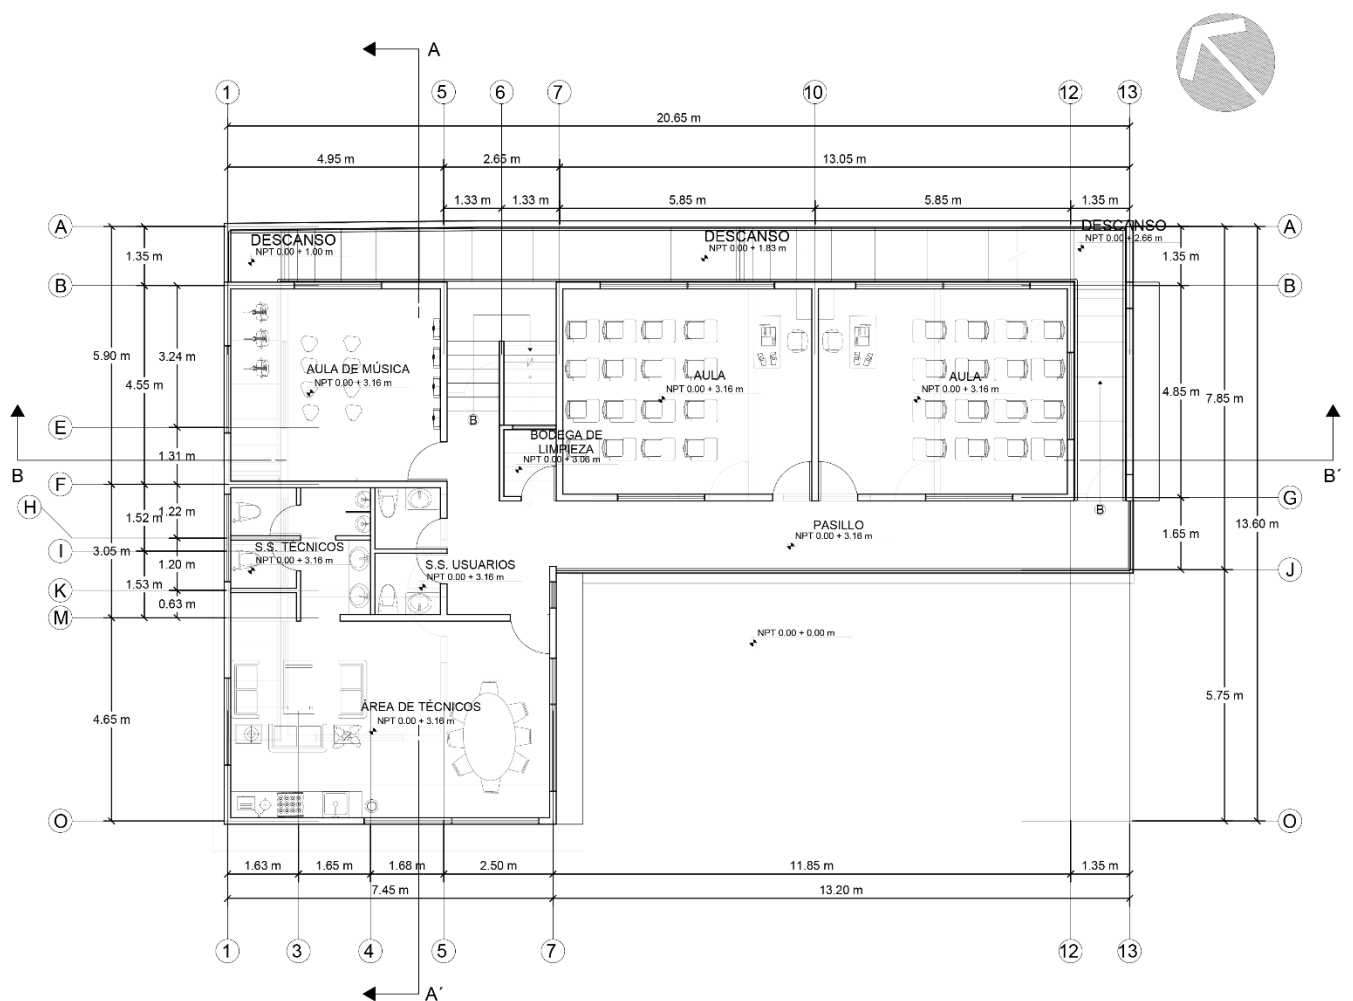 A
1
5
6
7
10
12
13
20.65 m
4.95 m
2.65 m
13.05 m
1.33 m
1.33 m
5.85 m
5.85 m
1.35 m
A
DESCANSO
NPT 0.00 + 1.00 m
DESCANSO
NPT 0.00 + 1.83 m
DESCANSO
NPT 0.00 + 2.66 m
A
1.35 m
1.35 m
B
B
5.90 m
3.24 m
4.55 m
AULA DE MÚSICA
NPT 0.00 + 3.16 m
AULA
NPT 0.00 + 3.16 m
AULA
NPT 0.00 + 3.16 m
4.85 m
7.85 m
E
B
BODEGA DE
LIMPIEZA
NPT 0.00 + 3.06 m
1.31 m
B
B´
F
G
H
1.22 m
1.52 m
B
PASILLO
NPT 0.00 + 3.16 m
13.60 m
1.65 m
I
3.05 m
S.S. TÉCNICOS
NPT 0.00 + 3.16 m
1.20 m
S.S. USUARIOS
NPT 0.00 + 3.16 m
J
K
1.53 m
0.63 m
M
NPT 0.00 + 0.00 m
5.75 m
4.65 m
ÁREA DE TÉCNICOS
NPT 0.00 + 3.16 m
O
O
1.63 m
1.65 m
1.68 m
2.50 m
11.85 m
1.35 m
7.45 m
13.20 m
1
3
4
5
7
12
13
A´